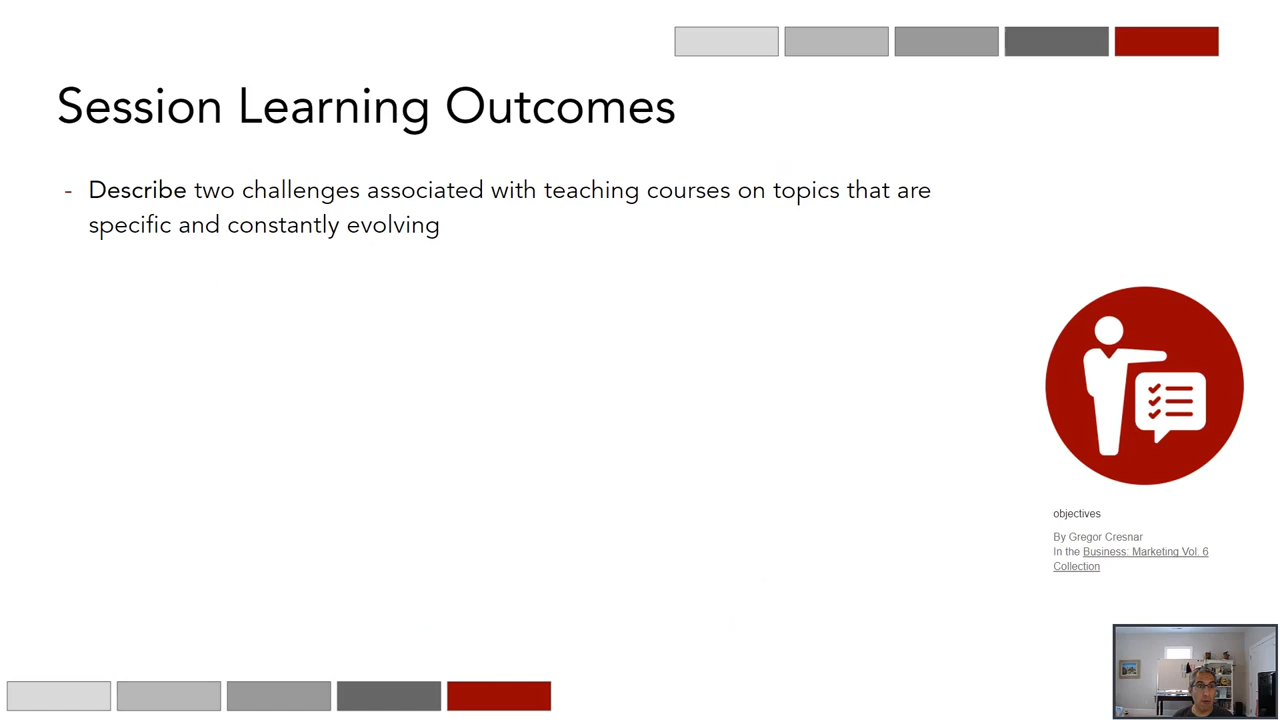 Session Learning Outcomes
- Describe two challenges associated with teaching courses on topics that are
specific and constantly evolving
objectives
By Gregor Cresnar
In the Business: Marketing Vol. 6
Collection